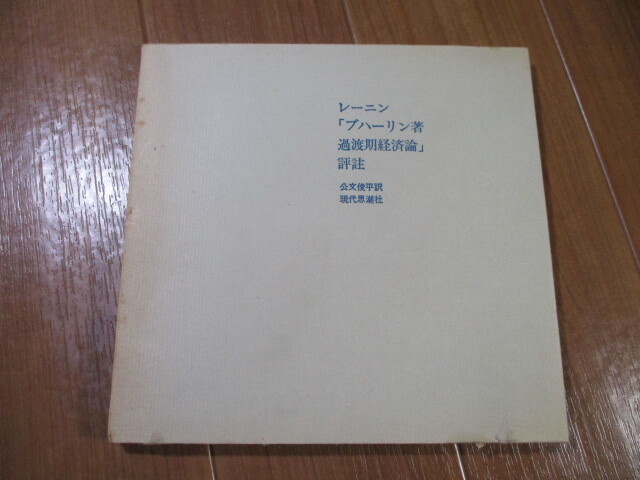 レーニン
「ブハーリン著
過渡期経済論」
評註
公文俊平訳
現代思潮社